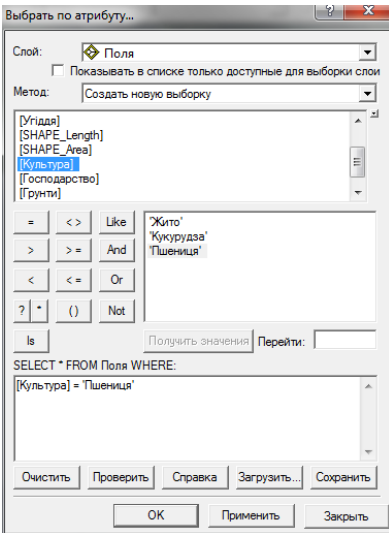 Выбрать по атрибуту...
Слой: Поля
Показывать в списке только доступные для выборки слои
Метод: Создать новую выборку
[Угіддя]
[SHAPE_Length]
[SHAPE_Area]
[Культура]
[Господарство]
[Грунти]
= < > Like
> > = And
< < = Or
? * () Not
Is
'Жито'
'Кукурудза'
'Пшениця'
Получить значения Перейти:
SELECT * FROM Поля WHERE:
[Культура] = 'Пшениця'
Очистить Проверить Справка Загрузить... Сохранить
OK Применить Закрыть